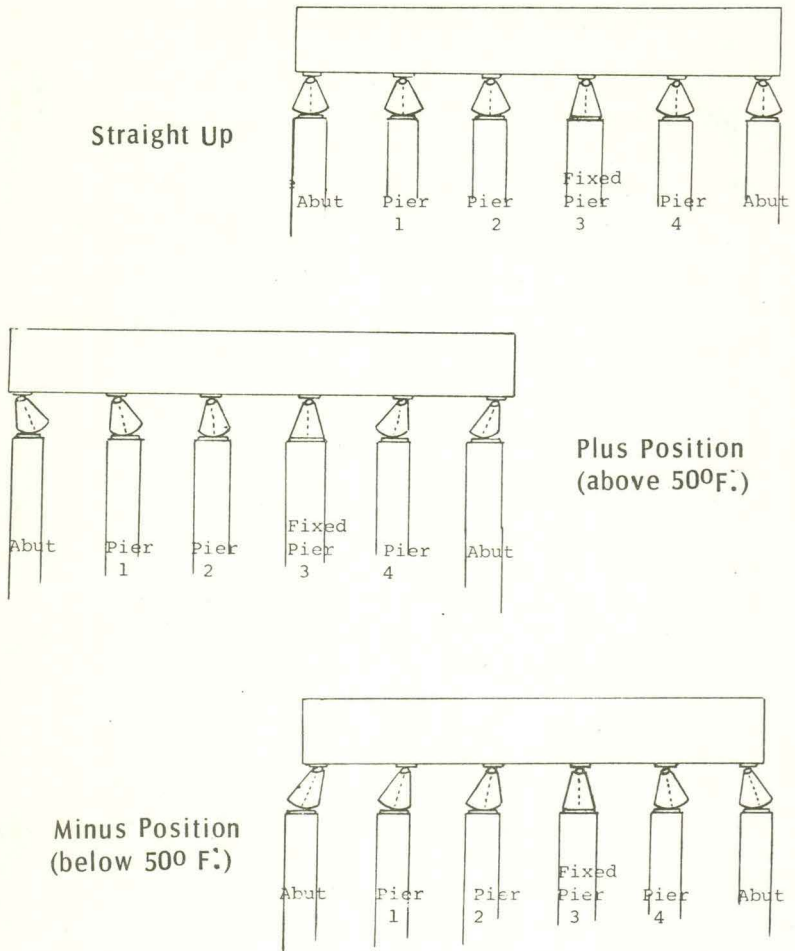 Straight Up
Fixed
Abut Pier Pier Pier Pier Abut
1 2 3 4
Plus Position
(above 50ºF.)
Fixed
Abut Pier Pier Pier Pier Abut
1 2 3 4
Minus Position
(below 50º F.)
Fixed
Abut Pier Pier Pier Pier Abut
1 2 3 4